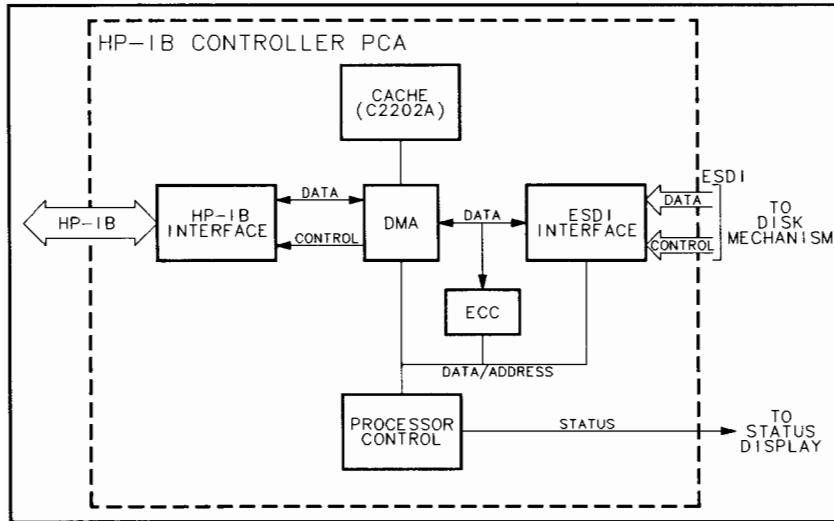 HP-IB CONTROLLER PCA
CACHE
(C2202A)
HP-IB
HP-IB
INTERFACE
DATA
CONTROL
DMA
DATA
ESDI
INTERFACE
ESDI
DATA
CONTROL
TO
DISK
MECHANISM
ECC
DATA/ADDRESS
PROCESSOR
CONTROL
STATUS
TO
STATUS
DISPLAY